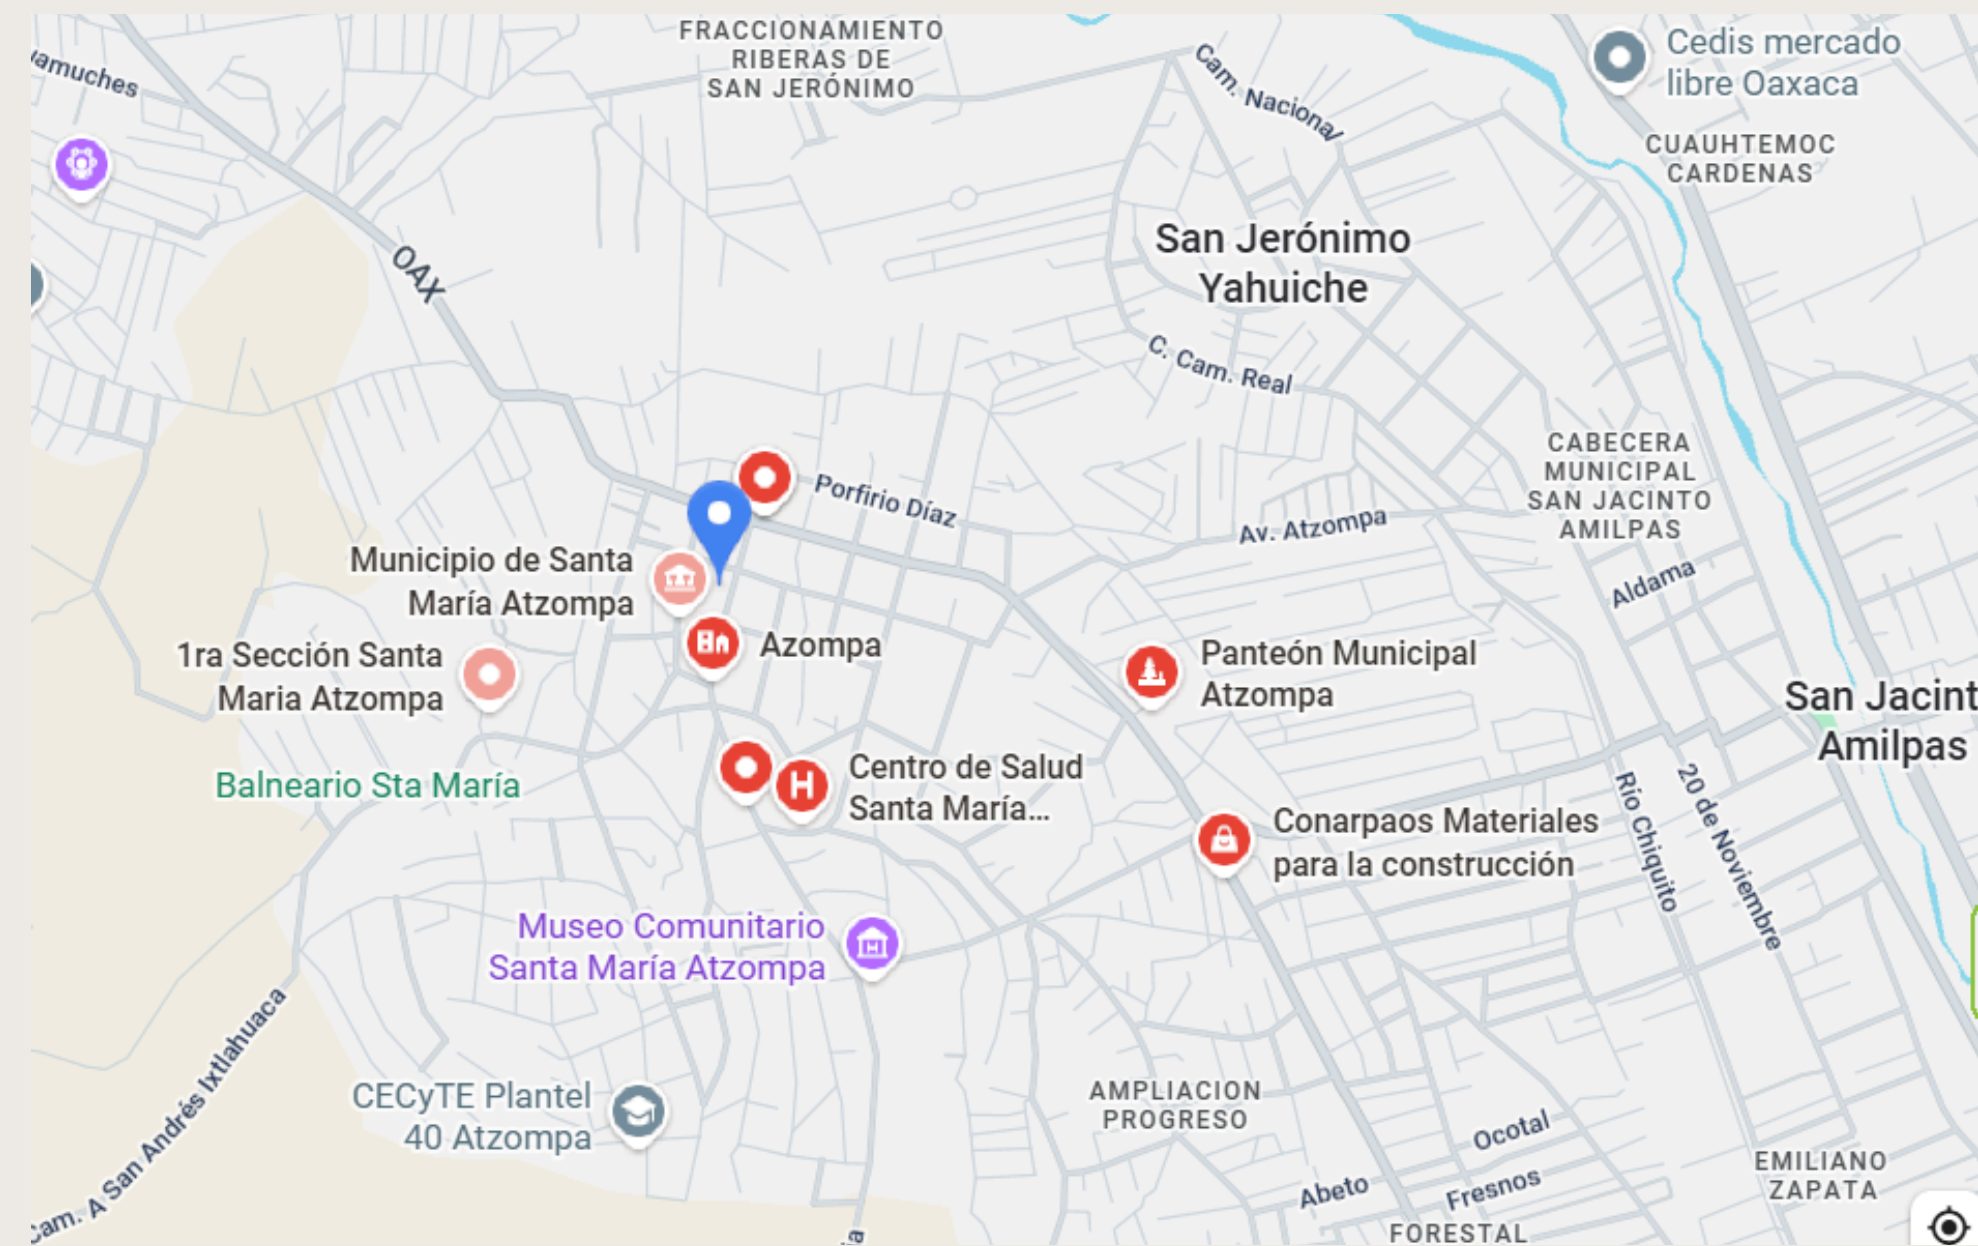 FRACCIONAMIENTO
RIBERAS DE
SAN JERÓNIMO
Cam. Nacional
Cedis mercado
libre Oaxaca
CUAUHTEMOC
CARDENAS
OAX
San Jerónimo
Yahuiche
C. Cam. Real
CABECERA
MUNICIPAL
SAN JACINTO
AMILPAS
Porfirio Díaz
Av. Atzompa
Aldama
Municipio de Santa
María Atzompa
Azompa
1ra Sección Santa
Maria Atzompa
Panteón Municipal
Atzompa
San Jacint
Amilpas
Balneario Sta María
Centro de Salud
Santa María...
Río Chiquito
20 de Noviembre
Conarpaos Materiales
para la construcción
Museo Comunitario
Santa María Atzompa
Cam. A San Andrés Ixtlahuaca
CECyTE Plantel
40 Atzompa
AMPLIACION
PROGRESO
Ocotal
Abeto
Fresnos
EMILIANO
ZAPATA
FORESTAL